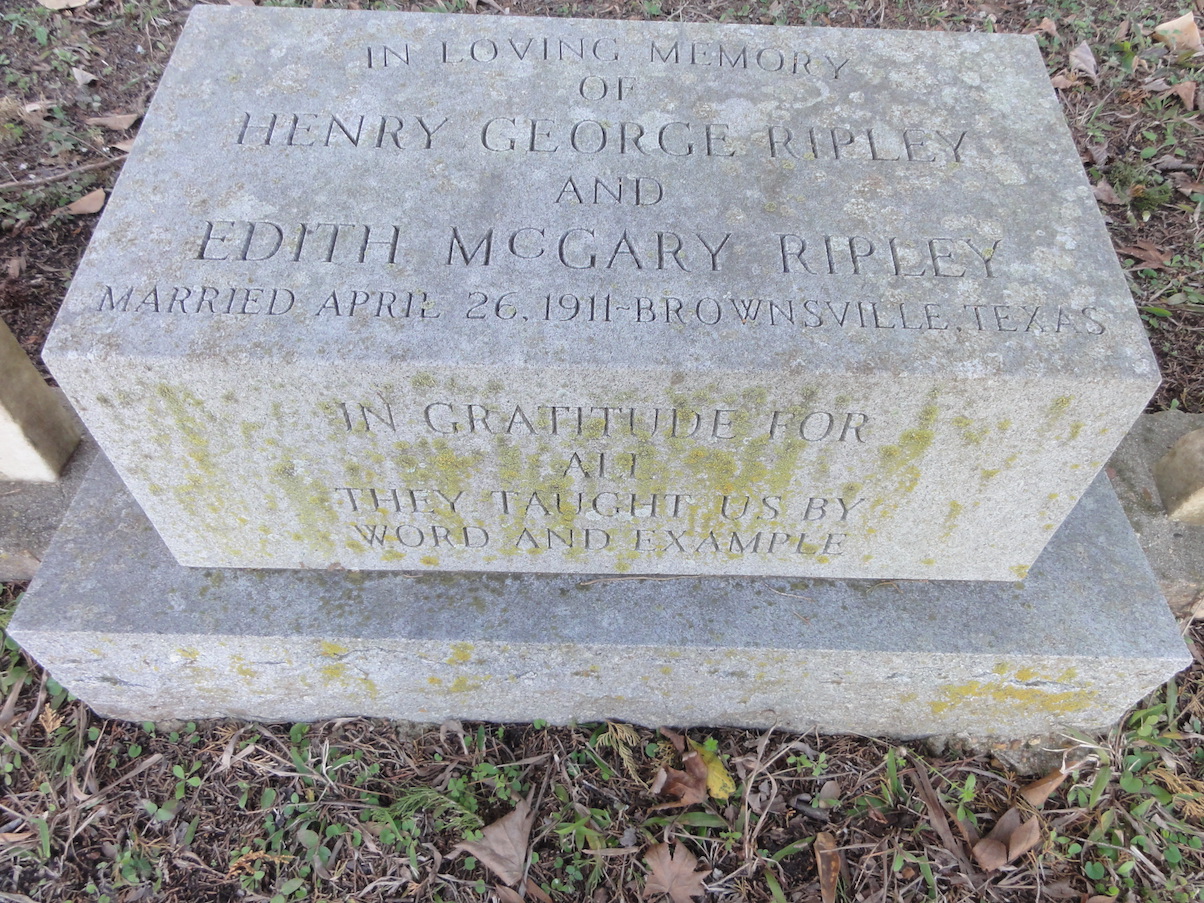 IN LOVING MEMORY
OF
HENRY GEORGE RIPLEY
AND
EDITH McGARY RIPLEY
MARRIED APRIL 26, 1911~BROWNSVILLE, TEXAS
IN GRATITUDE FOR
ALL
THEY TAUGHT US BY
WORD AND EXAMPLE